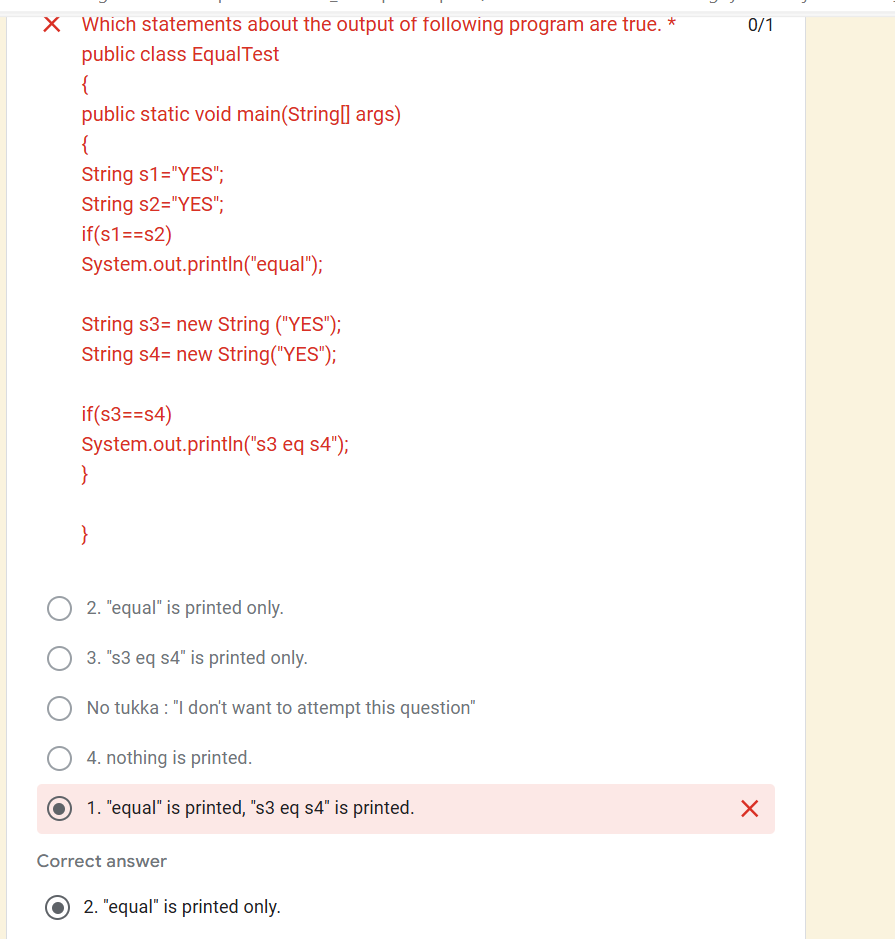 Which statements about the output of following program are true. * 0/1
public class EqualTest
{
public static void main(String[] args)
{
String s1="YES";
String s2="YES";
if(s1==s2)
System.out.println("equal");
String s3= new String ("YES");
String s4= new String("YES");
if(s3==s4)
System.out.println("s3 eq s4");
}
}
2. "equal" is printed only.
3. "s3 eq s4" is printed only.
No tukka : "I don't want to attempt this question"
4. nothing is printed.
1. "equal" is printed, "s3 eq s4" is printed.
Correct answer
2. "equal" is printed only.